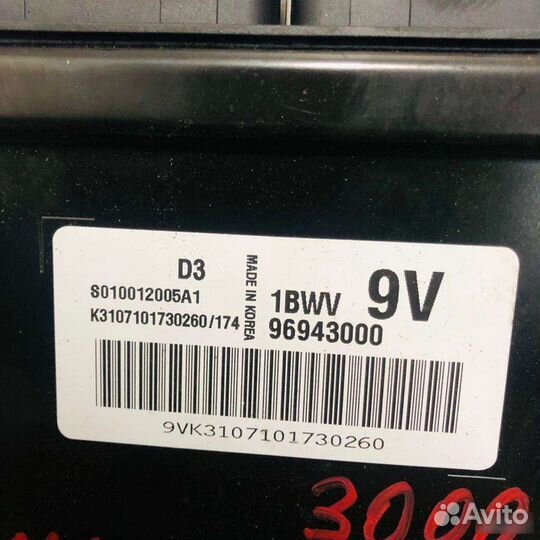 D3
S010012005A1
K3107101730260/174
MADE IN KOREA
1BWV 9V
96943000
9VK3107101730260
3000
Avito